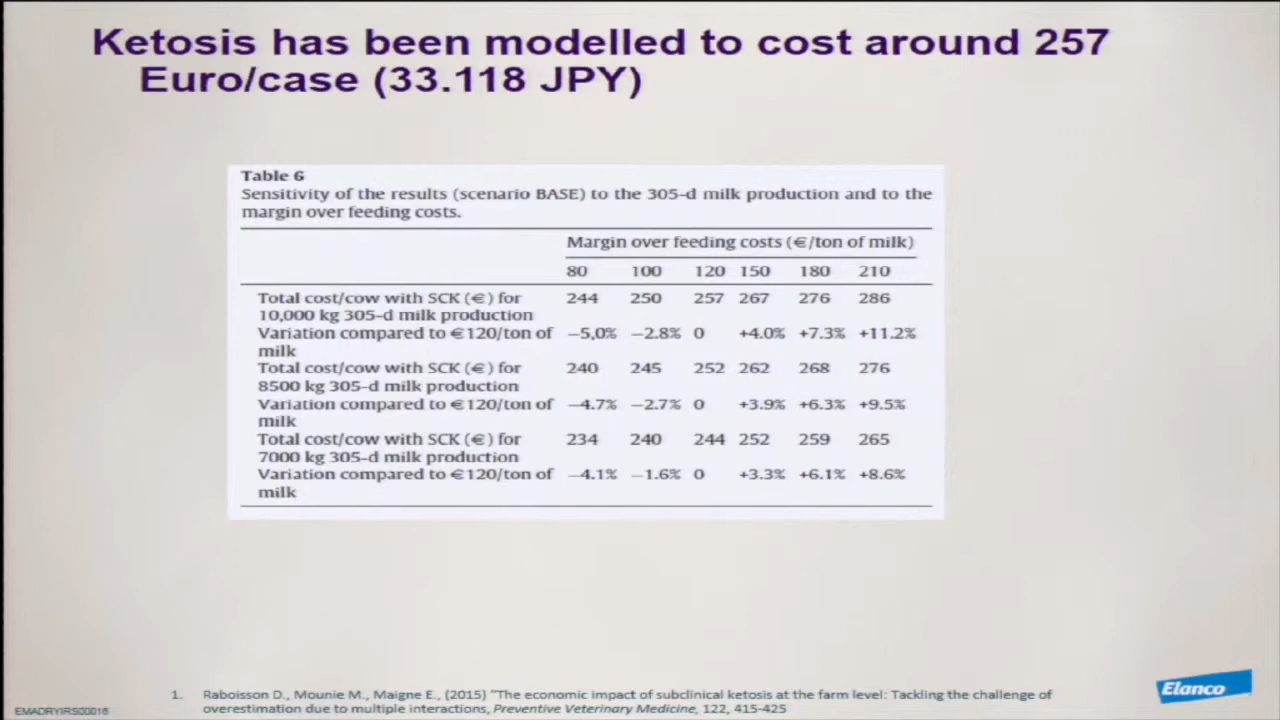 Ketosis has been modelled to cost around 257
Euro/case (33.118 JPY)
Table 6
Sensitivity of the results (scenario BASE) to the 305-d milk production and to the
margin over feeding costs.
Margin over feeding costs (€/ton of milk)
80 100 120 150 180 210
Total cost/cow with SCK (€) for 244 250 257 267 276 286
10,000 kg 305-d milk production
Variation compared to €120/ton of −5,0% −2.8% 0 +4.0% +7.3% +11.2%
milk
Total cost/cow with SCK (€) for 240 245 252 262 268 276
8500 kg 305-d milk production
Variation compared to €120/ton of −4.7% −2.7% 0 +3.9% +6.3% +9.5%
milk
Total cost/cow with SCK (€) for 234 240 244 252 259 265
7000 kg 305-d milk production
Variation compared to €120/ton of −4.1% −1.6% 0 +3.3% +6.1% +8.6%
milk
1. Raboisson D., Mounie M., Maigne E., (2015) "The economic impact of subclinical ketosis at the farm level: Tackling the challenge of
overestimation due to multiple interactions, Preventive Veterinary Medicine, 122, 415-425
EMADRYIRS00016
Elanco